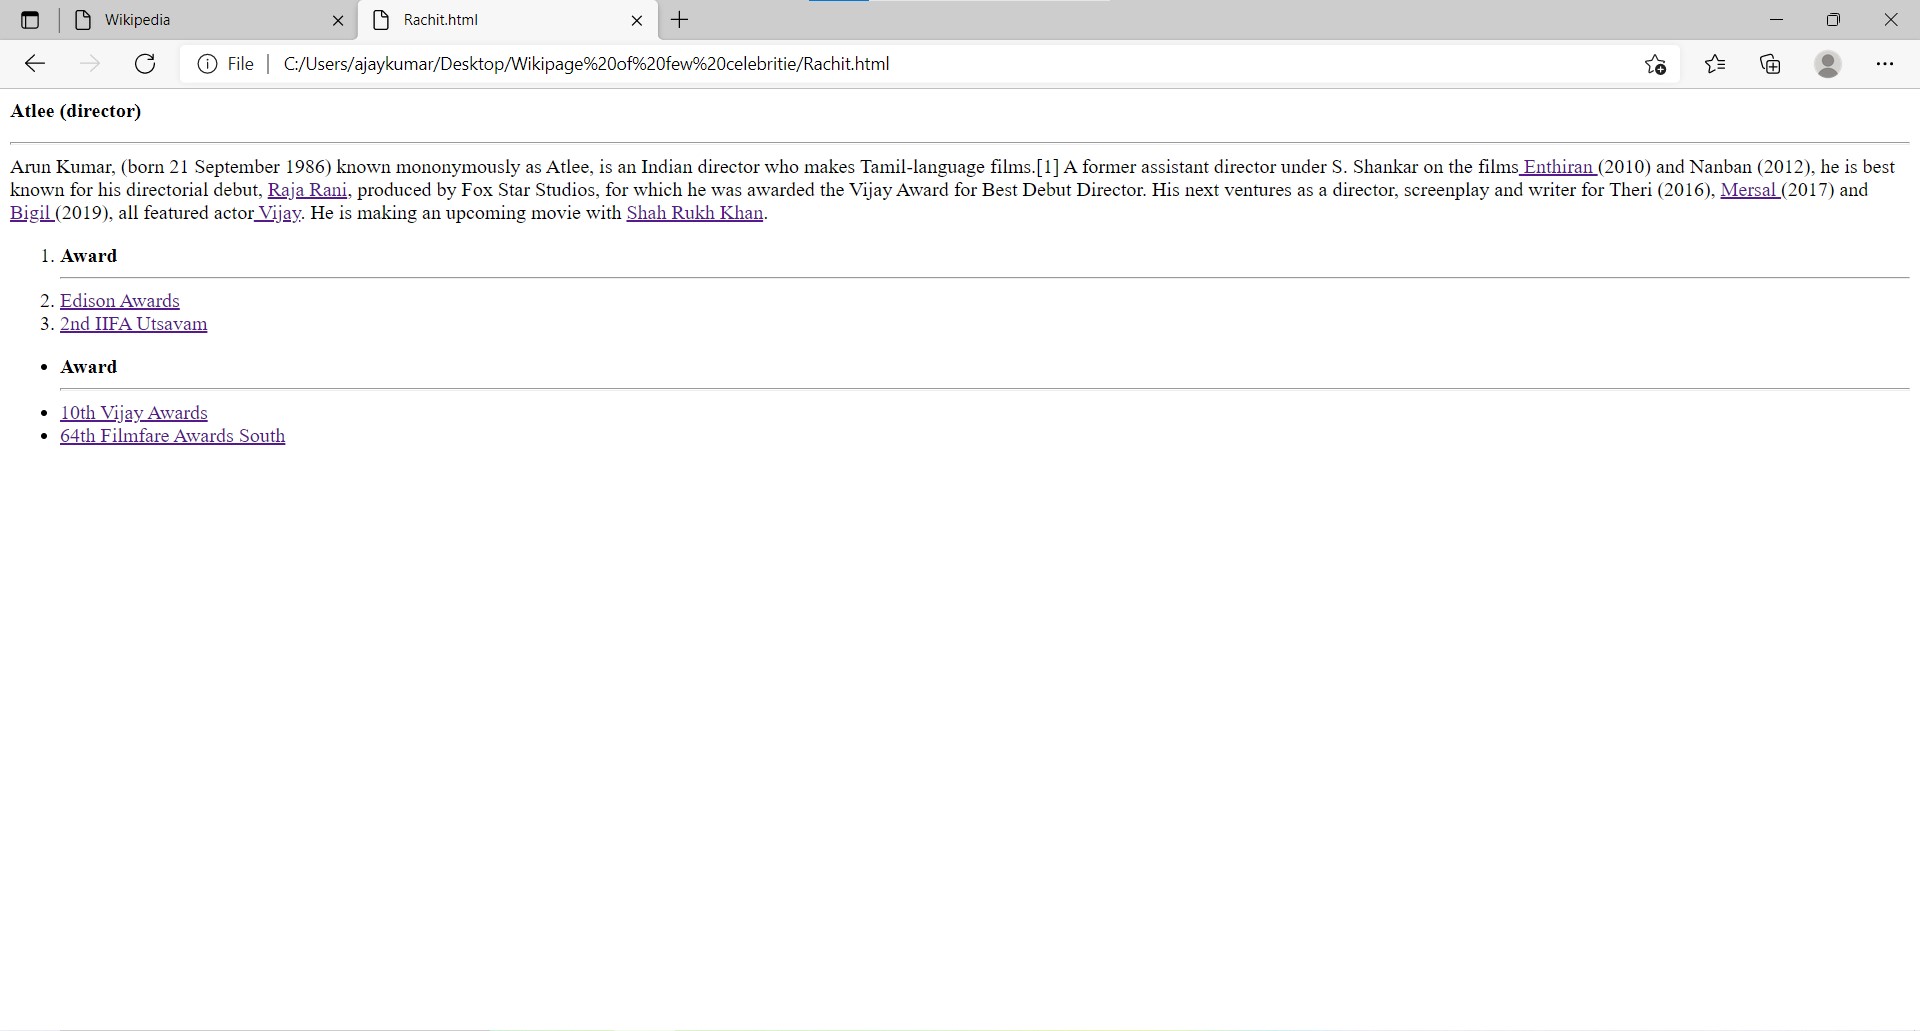 Wikipedia
Rachit.html
File
C:/Users/ajaykumar/Desktop/Wikipage%20of%20few%20celebritie/Rachit.html
Atlee (director)
Arun Kumar, (born 21 September 1986) known mononymously as Atlee, is an Indian director who makes Tamil-language films.[1] A former assistant director under S. Shankar on the films Enthiran (2010) and Nanban (2012), he is best
known for his directorial debut, Raja Rani, produced by Fox Star Studios, for which he was awarded the Vijay Award for Best Debut Director. His next ventures as a director, screenplay and writer for Theri (2016), Mersal (2017) and
Bigil (2019), all featured actor Vijay. He is making an upcoming movie with Shah Rukh Khan.
1. Award
2. Edison Awards
3. 2nd IIFA Utsavam
• Award
• 10th Vijay Awards
• 64th Filmfare Awards South